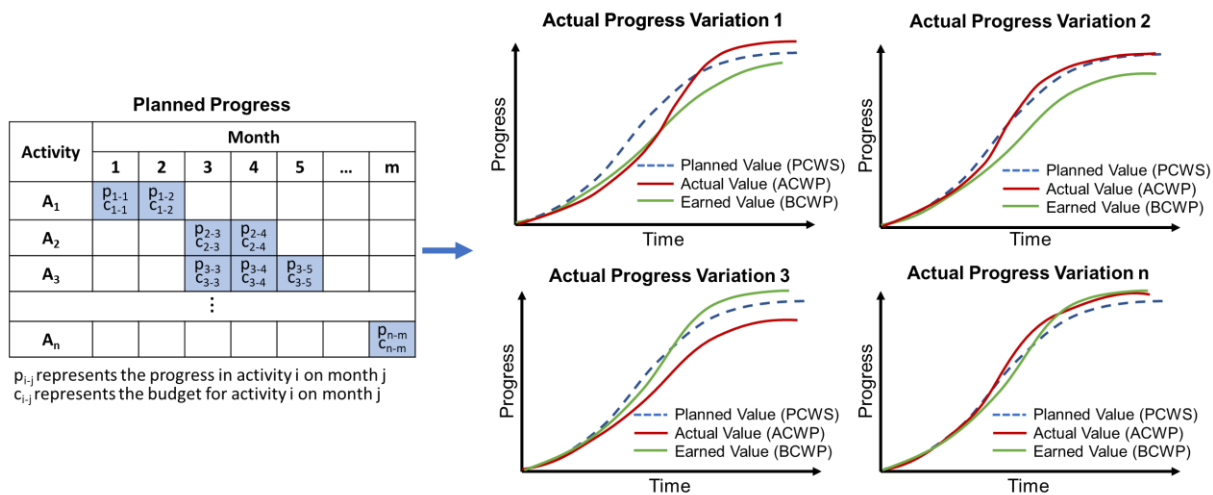 Planned Progress
Activity Month
1 2 3 4 5 ... m
A1 p1-1 p1-2
c1-1 c1-2
A2 p2-3 p2-4
c2-3 c2-4
A3 p3-3 p3-4 p3-5
c3-3 c3-4 c3-5
⋮
An pn-m
cn-m
pi-j represents the progress in activity i on month j
ci-j represents the budget for activity i on month j
Actual Progress Variation 1
Progress
Planned Value (PCWS)
Actual Value (ACWP)
Earned Value (BCWP)
Time
Actual Progress Variation 2
Progress
Planned Value (PCWS)
Actual Value (ACWP)
Earned Value (BCWP)
Time
Actual Progress Variation 3
Progress
Planned Value (PCWS)
Actual Value (ACWP)
Earned Value (BCWP)
Time
Actual Progress Variation n
Progress
Planned Value (PCWS)
Actual Value (ACWP)
Earned Value (BCWP)
Time